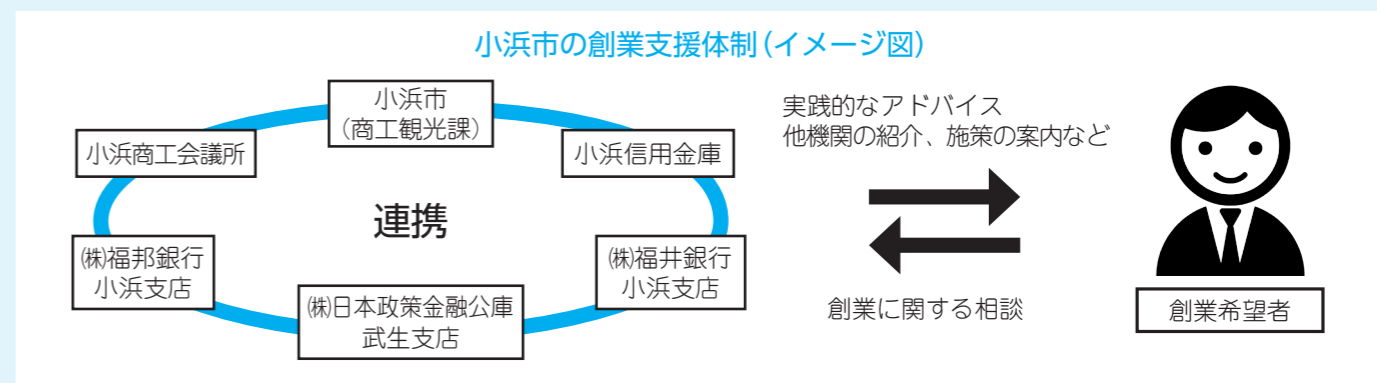 小浜市の創業支援体制（イメージ図）
小浜市
（商工観光課）
小浜商工会議所
小浜信用金庫
連携
㈱福邦銀行
小浜支店
㈱福井銀行
小浜支店
㈱日本政策金融公庫
武生支店
実践的なアドバイス
他機関の紹介、施策の案内など
創業に関する相談
創業希望者